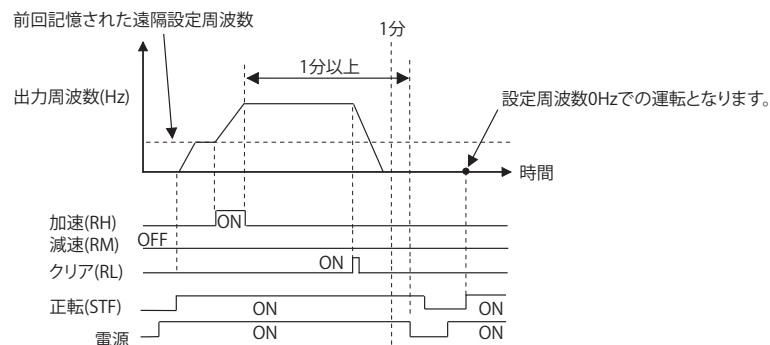 前回記憶された遠隔設定周波数
1分
1分以上
出力周波数(Hz)
設定周波数0Hzでの運転となります。
時間
加速(RH)
ON
減速(RM)
OFF
クリア(RL)
ON
正転(STF)
ON
ON
電源
ON
ON